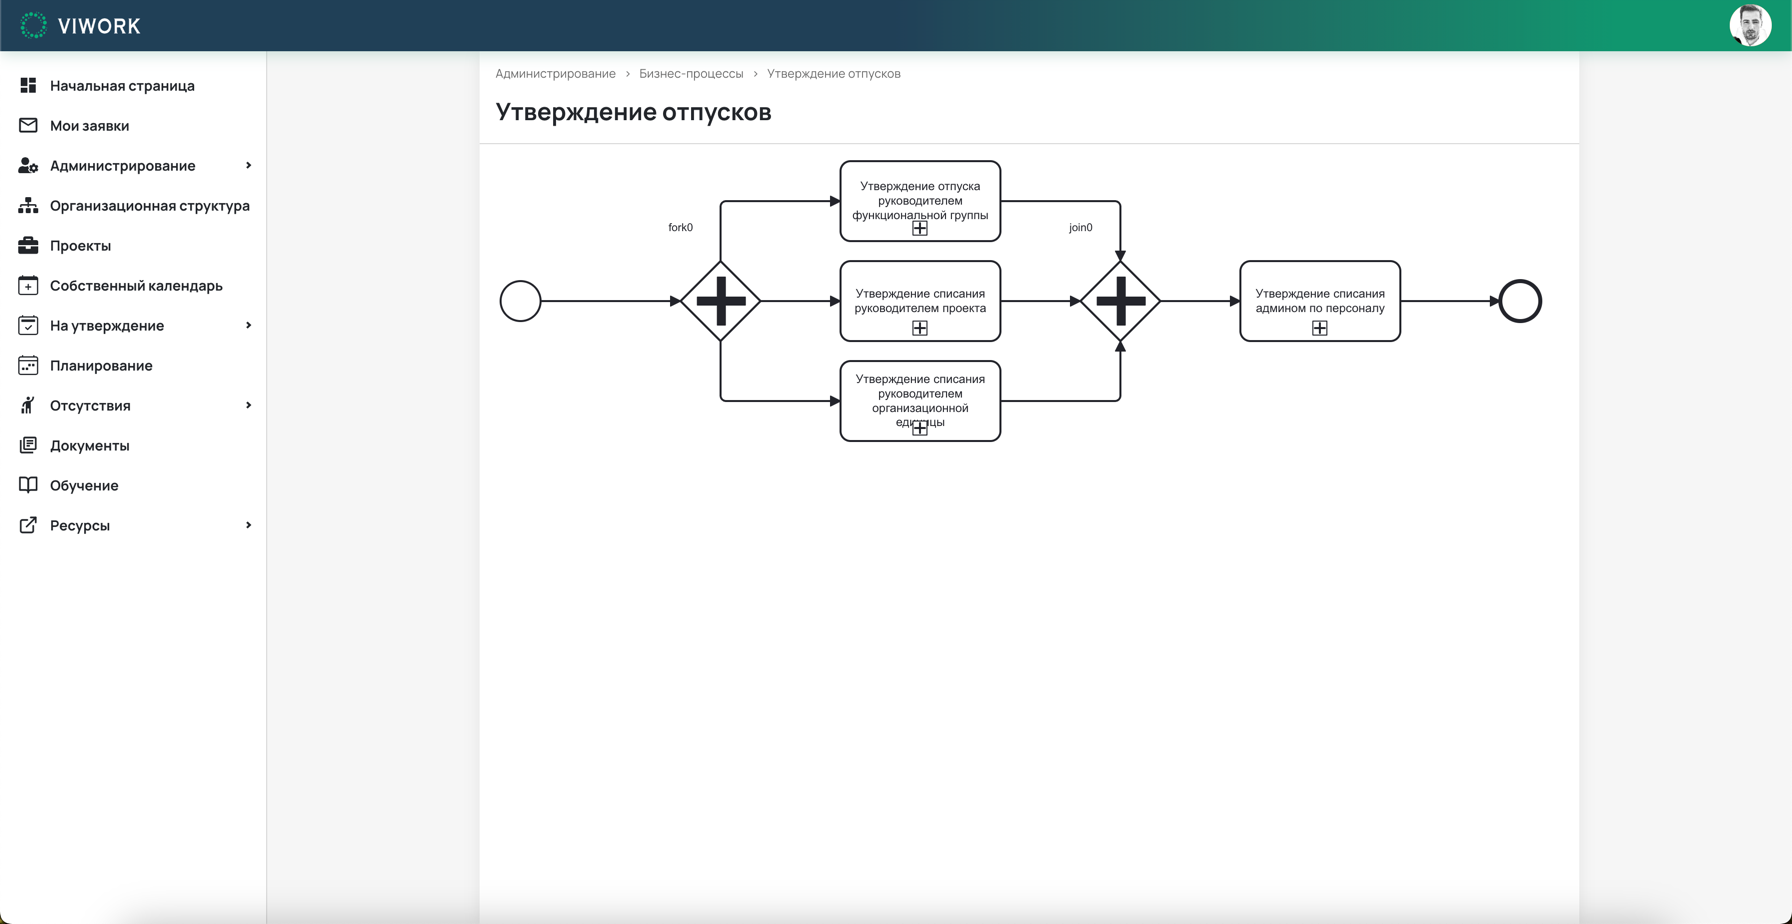 VIWORK
Начальная страница
Мои заявки
Администрирование
Организационная структура
Проекты
Собственный календарь
На утверждение
Планирование
Отсутствия
Документы
Обучение
Ресурсы
Администрирование › Бизнес-процессы › Утверждение отпусков
Утверждение отпусков
fork0
Утверждение отпуска
руководителем
функциональной группы
Утверждение списания
руководителем проекта
Утверждение списания
руководителем
организационной
единицы
join0
Утверждение списания
админом по персоналу